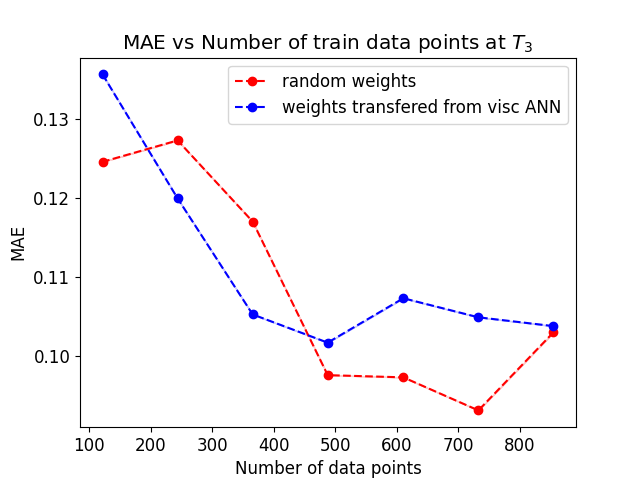 MAE vs Number of train data points at $T_3$
random weights
weights transfered from visc ANN
MAE
0.13
0.12
0.11
0.10
100 200 300 400 500 600 700 800
Number of data points